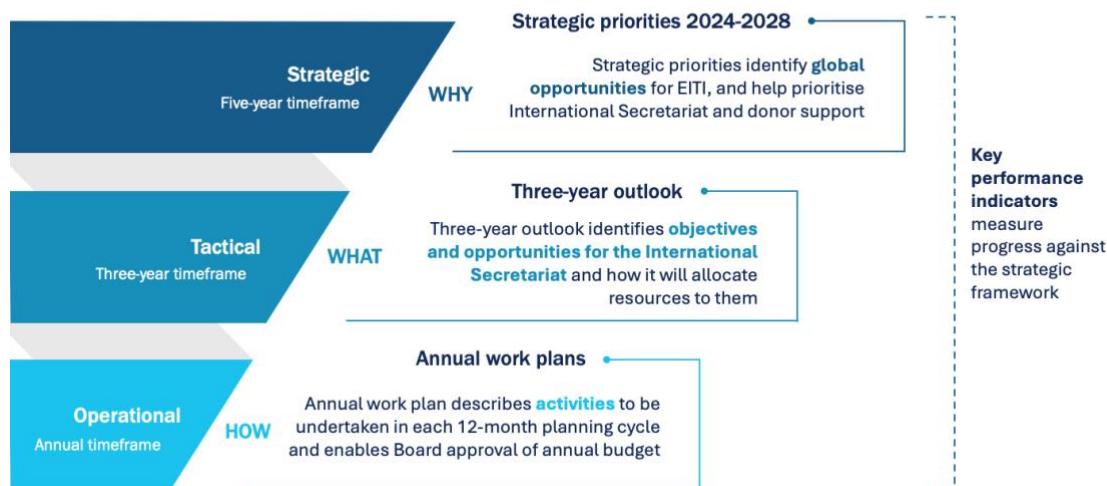 Strategic priorities 2024-2028
Strategic
Five-year timeframe
WHY
Strategic priorities identify global
opportunities for EITI, and help prioritise
International Secretariat and donor support
Three-year outlook
Tactical
Three-year timeframe
WHAT
Three-year outlook identifies objectives
and opportunities for the International
Secretariat and how it will allocate
resources to them
Annual work plans
Operational
Annual timeframe
HOW
Annual work plan describes activities to be
undertaken in each 12-month planning cycle
and enables Board approval of annual budget
Key
performance
indicators
measure
progress against
the strategic
framework